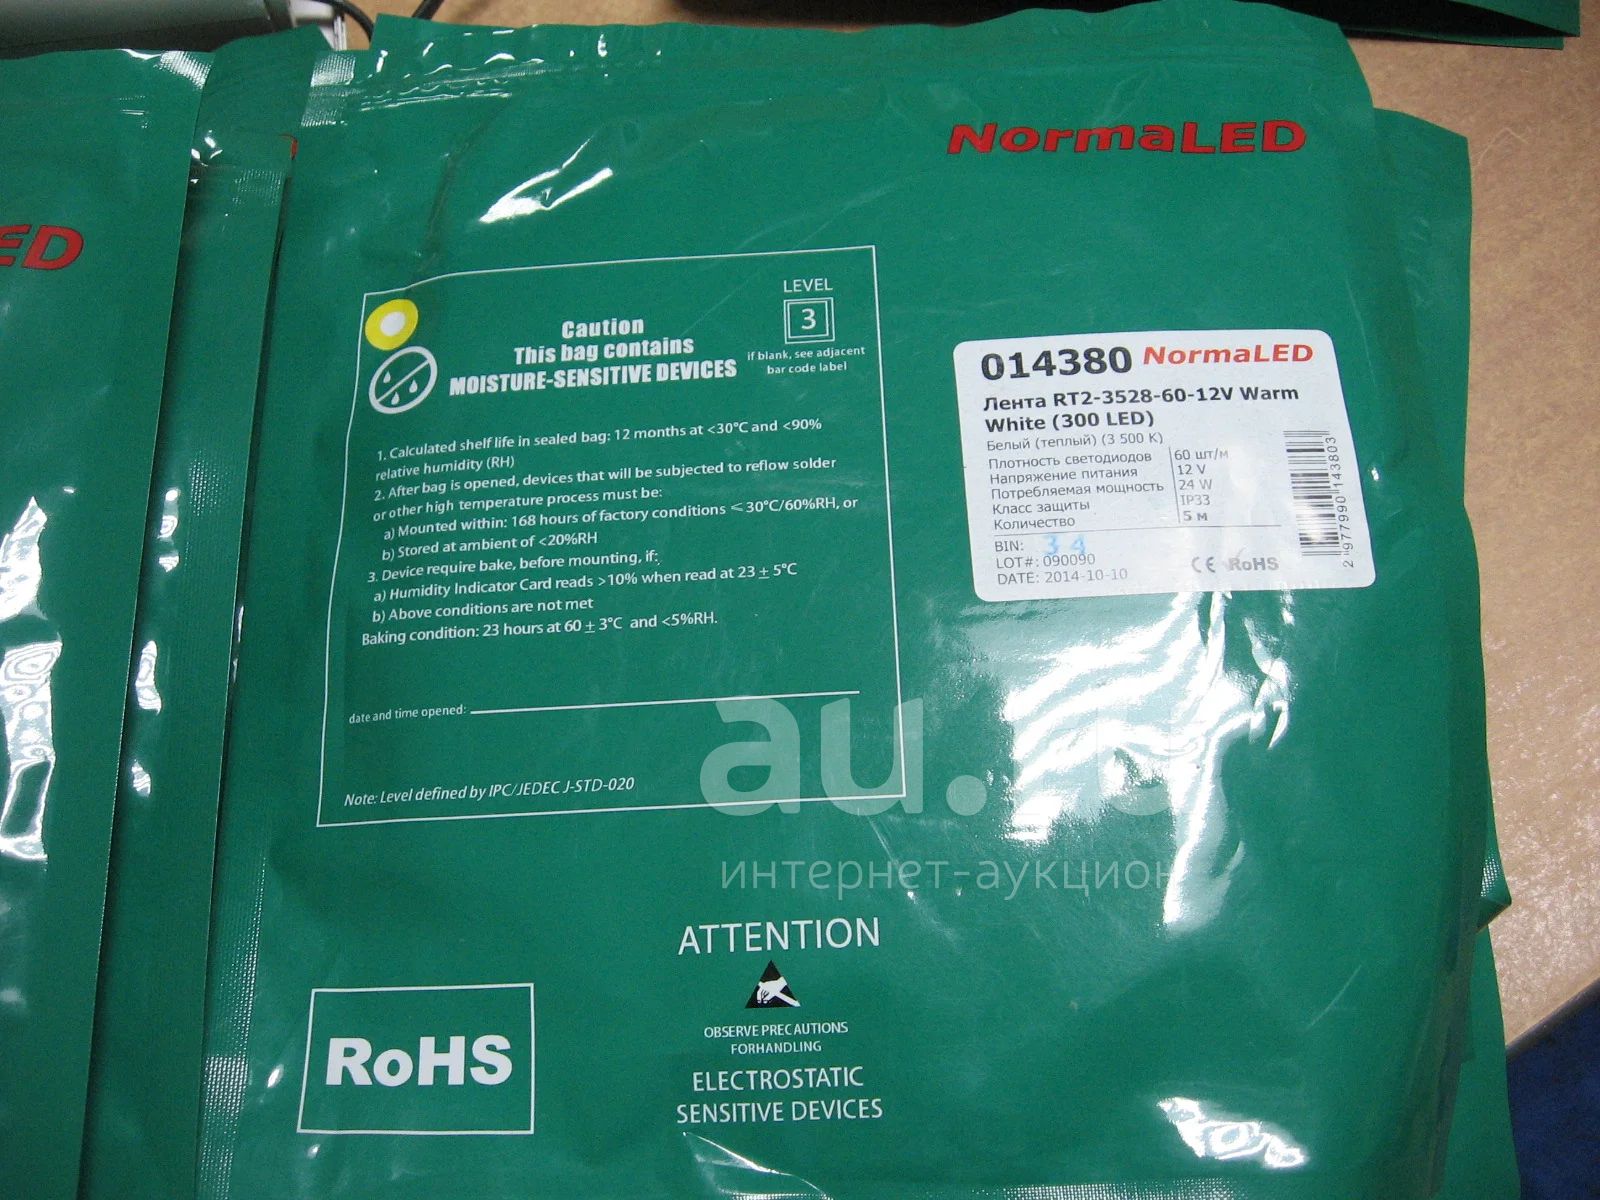 NormaLED
ED
LEVEL
3
if blank, see adjacent
bar code label
Caution
This bag contains
MOISTURE-SENSITIVE DEVICES
1. Calculated shelf life in sealed bag: 12 months at <30°C and <90%
relative humidity (RH)
2. After bag is opened, devices that will be subjected to reflow solder
or other high temperature process must be:
a) Mounted within: 168 hours of factory conditions ⩽ 30°C/60%RH, or
b) Stored at ambient of <20%RH
3. Device require bake, before mounting, if:
a) Humidity Indicator Card reads >10% when read at 23 ± 5°C
b) Above conditions are not met
Baking condition: 23 hours at 60 ± 3°C and <5%RH.
date and time opened:
Note: Level defined by IPC/JEDEC J-STD-020
014380 NormaLED
Лента RT2-3528-60-12V Warm
White (300 LED)
Белый (теплый) (3 500 K)
Плотность светодиодов 60 шт/м
Напряжение питания 12 V
Потребляемая мощность 24 W
Класс защиты IP33
Количество 5 м
BIN: 34
LOT#: 090090
DATE: 2014-10-10
CE RoHS
2 977990 143803
au.ru
интернет-аукцион
ATTENTION
OBSERVE PRECAUTIONS
FORHANDLING
ELECTROSTATIC
SENSITIVE DEVICES
RoHS